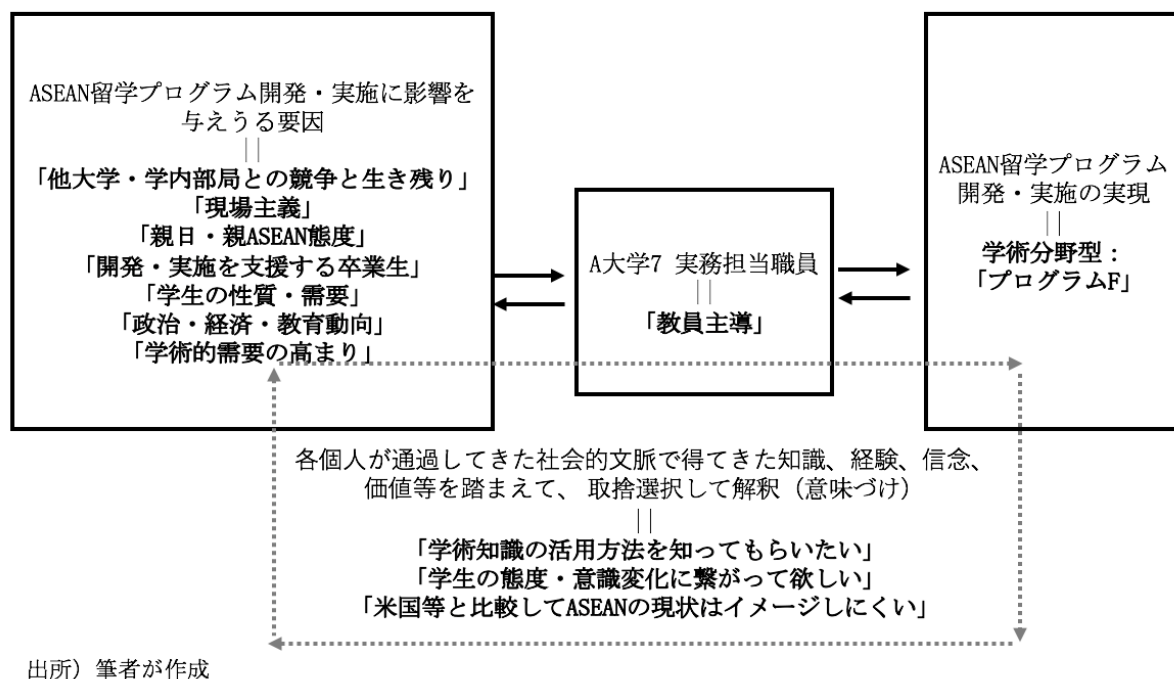 ASEAN留学プログラム開発・実施に影響を
与えうる要因
||
「他大学・学内部局との競争と生き残り」
「現場主義」
「親日・親ASEAN態度」
「開発・実施を支援する卒業生」
「学生の性質・需要」
「政治・経済・教育動向」
「学術的需要の高まり」
A大学7 実務担当職員
||
「教員主導」
ASEAN留学プログラム
開発・実施の実現
||
学術分野型：
「プログラムF」
各個人が通過してきた社会的文脈で得てきた知識、経験、信念、
価値等を踏まえて、 取捨選択して解釈（意味づけ）
||
「学術知識の活用方法を知ってもらいたい」
「学生の態度・意識変化に繋がって欲しい」
「米国等と比較してASEANの現状はイメージしにくい」
出所）筆者が作成